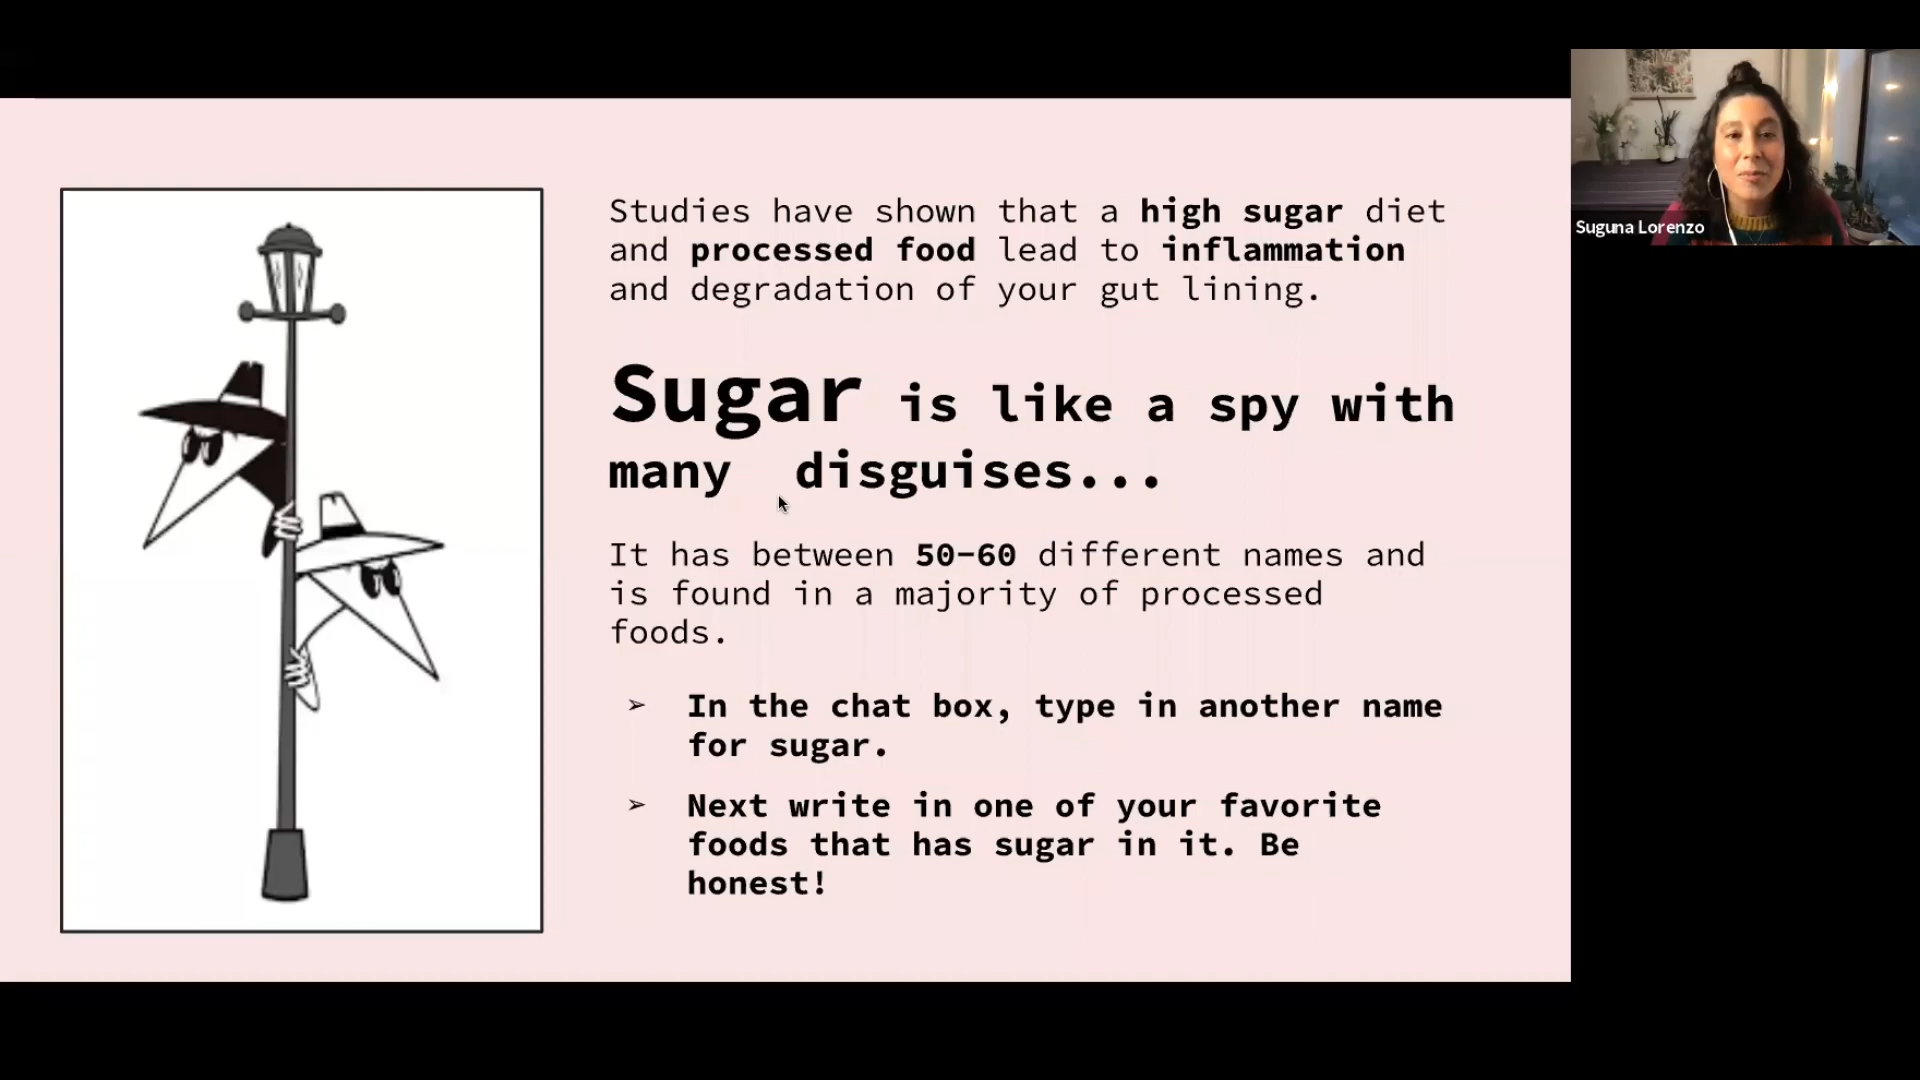 Studies have shown that a high sugar diet
and processed food lead to inflammation
and degradation of your gut lining.
Sugar is like a spy with
many disguises...
It has between 50-60 different names and
is found in a majority of processed
foods.
➢ In the chat box, type in another name
for sugar.
➢ Next write in one of your favorite
foods that has sugar in it. Be
honest!
Suguna Lorenzo